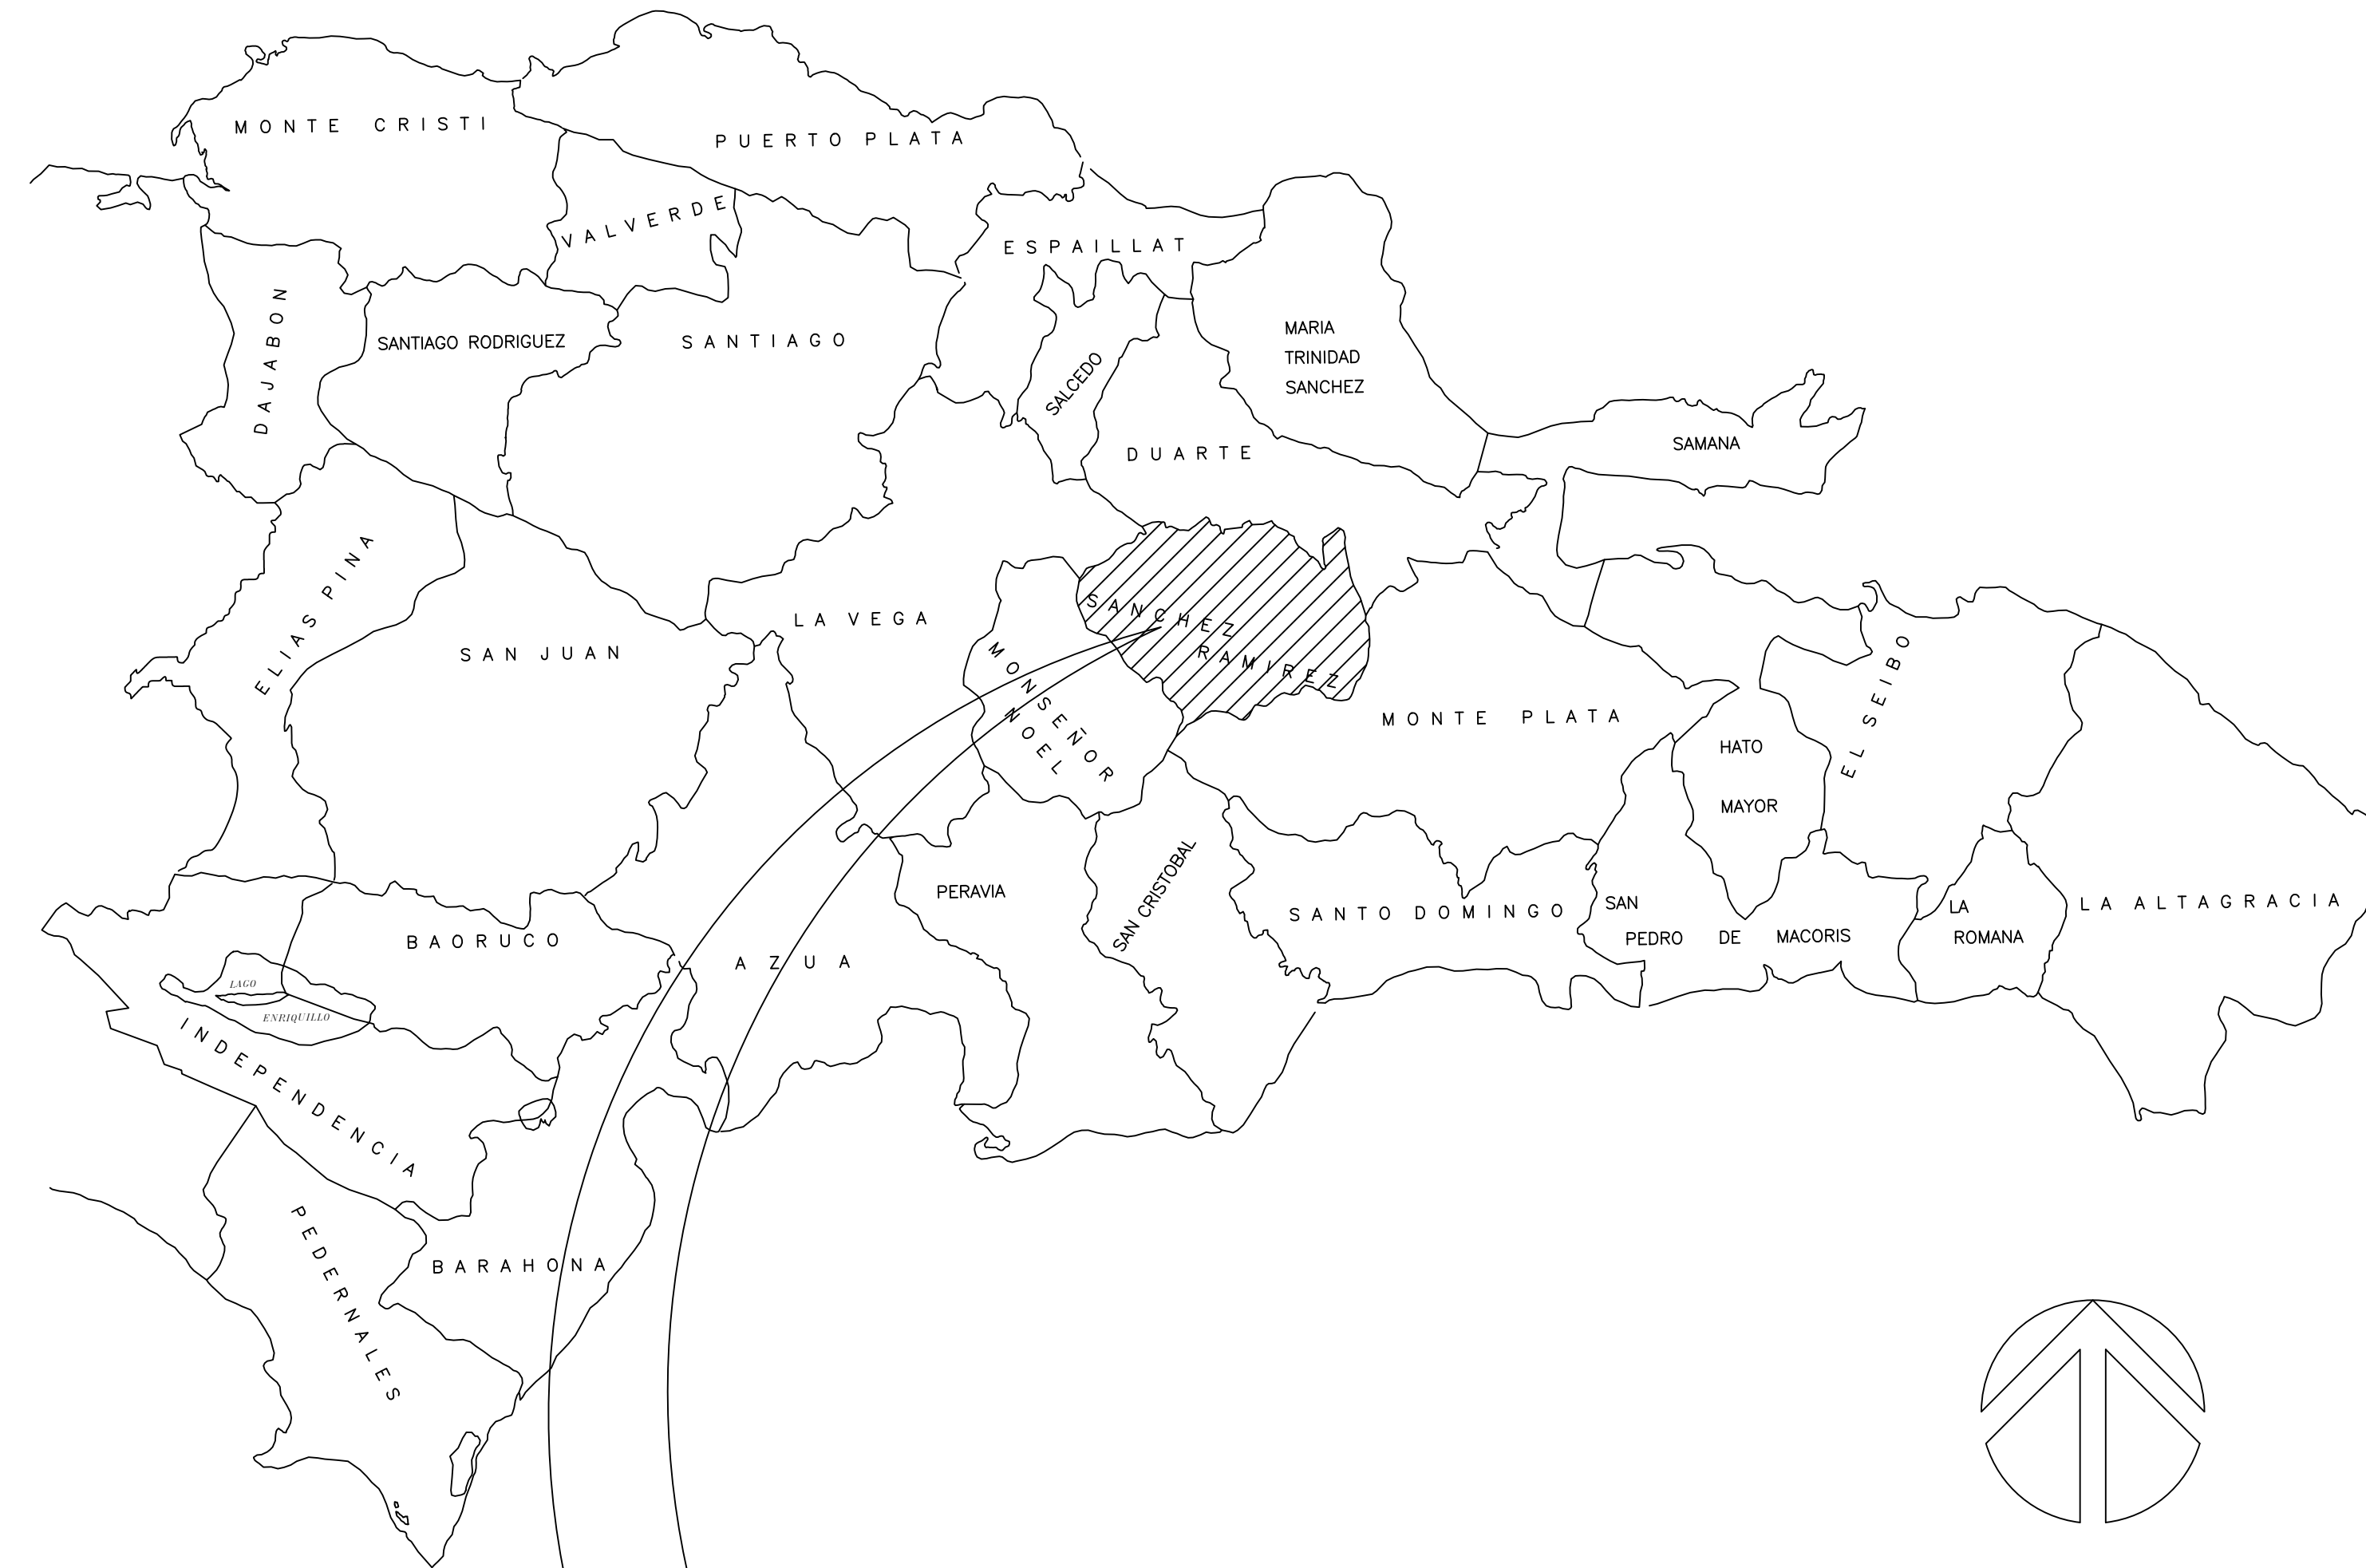 MONTE CRISTI
PUERTO PLATA
VALVERDE
ESPAILLAT
DAJABON
SANTIAGO RODRIGUEZ
SANTIAGO
SALCEDO
MARIA
TRINIDAD
SANCHEZ
DUARTE
SAMANA
ELIAS PINA
SAN JUAN
LA VEGA
SANCHEZ
RAMIREZ
MONSEÑOR
NOEL
MONTE PLATA
HATO
MAYOR
EL SEIBO
PERAVIA
SAN CRISTOBAL
SANTO DOMINGO
SAN
PEDRO DE MACORIS
LA
ROMANA
LA ALTAGRACIA
BAORUCO
AZUA
LAGO
ENRIQUILLO
INDEPENDENCIA
PEDERNALES
BARAHONA